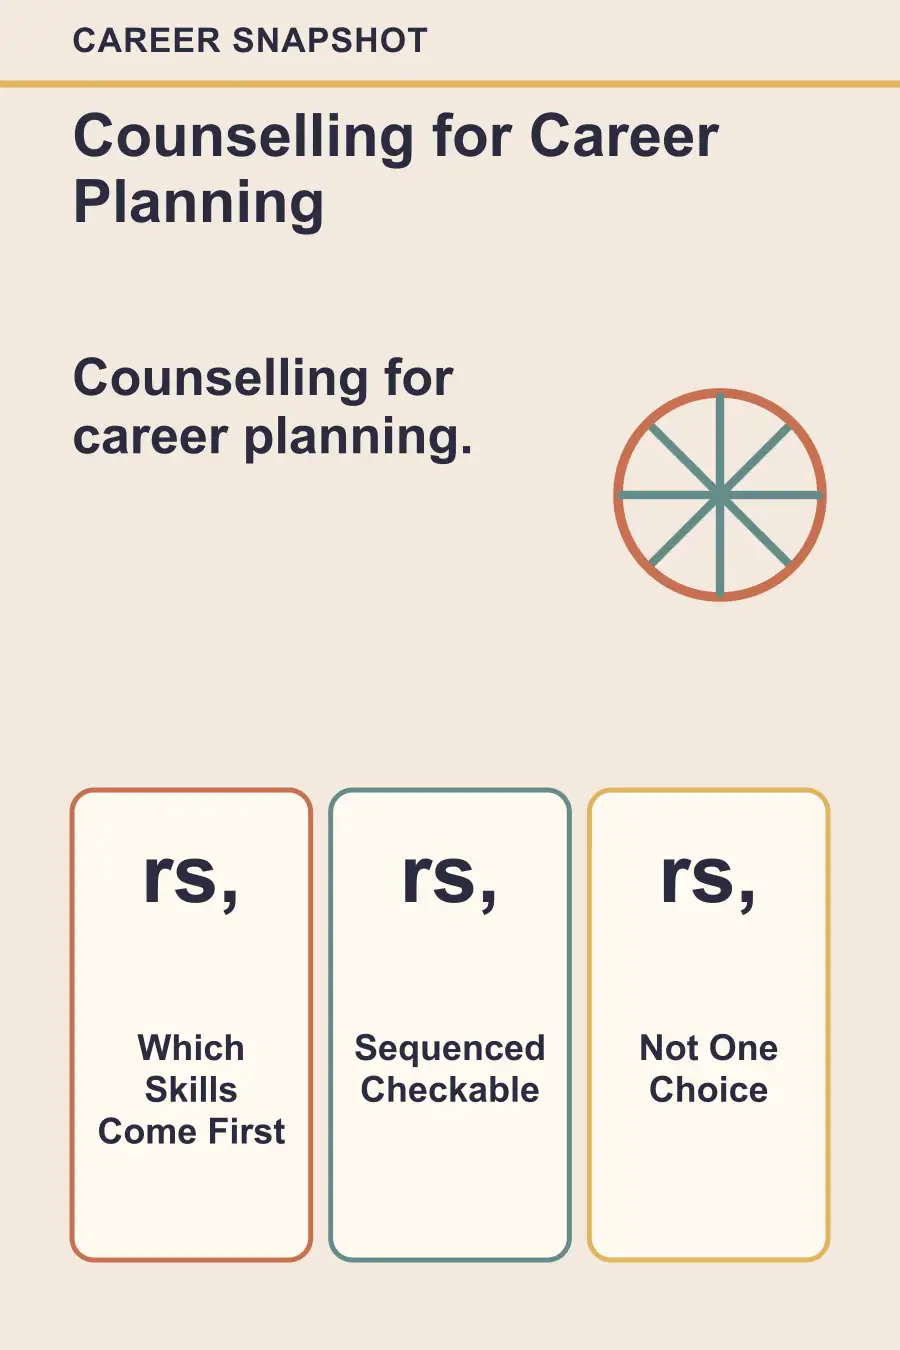 CAREER SNAPSHOT
Counselling for Career
Planning
Counselling for
career planning.
rs,
Which
Skills
Come First
rs,
Sequenced
Checkable
rs,
Not One
Choice